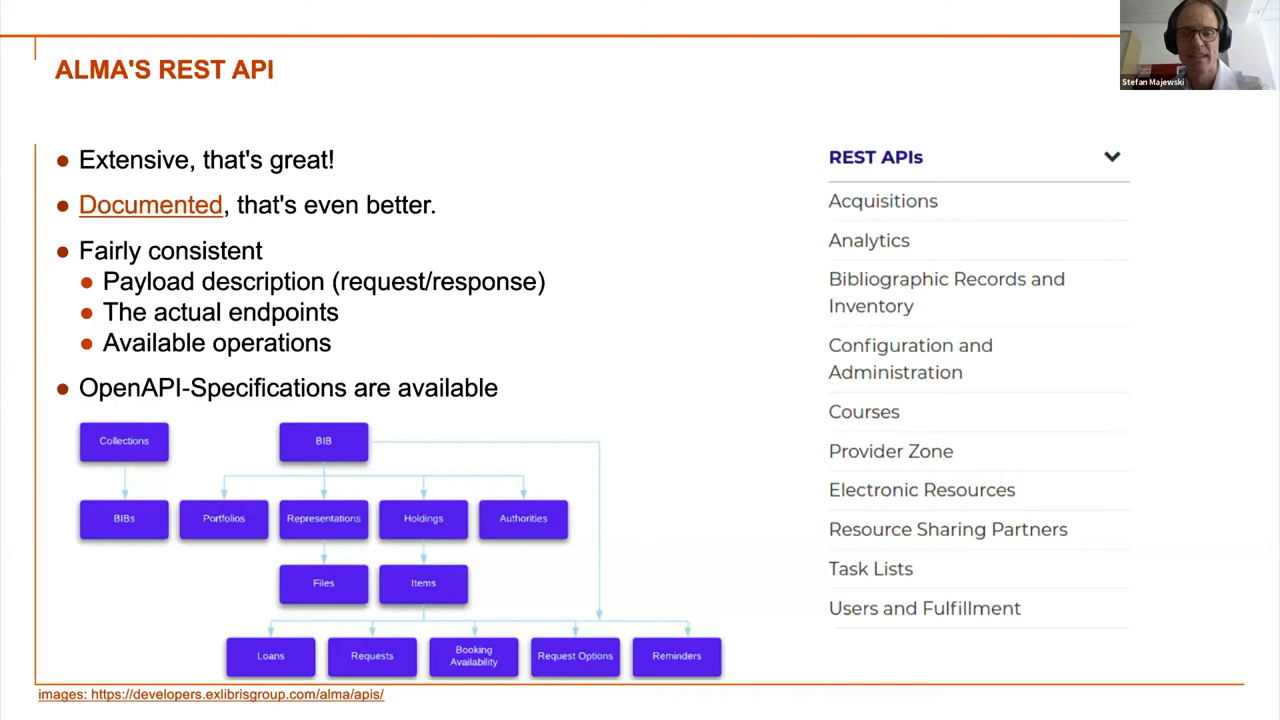 ALMA'S REST API
Stefan Majewski
Extensive, that's great!
Documented, that's even better.
Fairly consistent
Payload description (request/response)
The actual endpoints
Available operations
OpenAPI-Specifications are available
Collections
BIB
BIBs
Portfolios
Representations
Holdings
Authorities
Files
Items
Loans
Requests
Booking
Availability
Request Options
Reminders
REST APIs
Acquisitions
Analytics
Bibliographic Records and
Inventory
Configuration and
Administration
Courses
Provider Zone
Electronic Resources
Resource Sharing Partners
Task Lists
Users and Fulfillment
images: https://developers.exlibrisgroup.com/alma/apis/